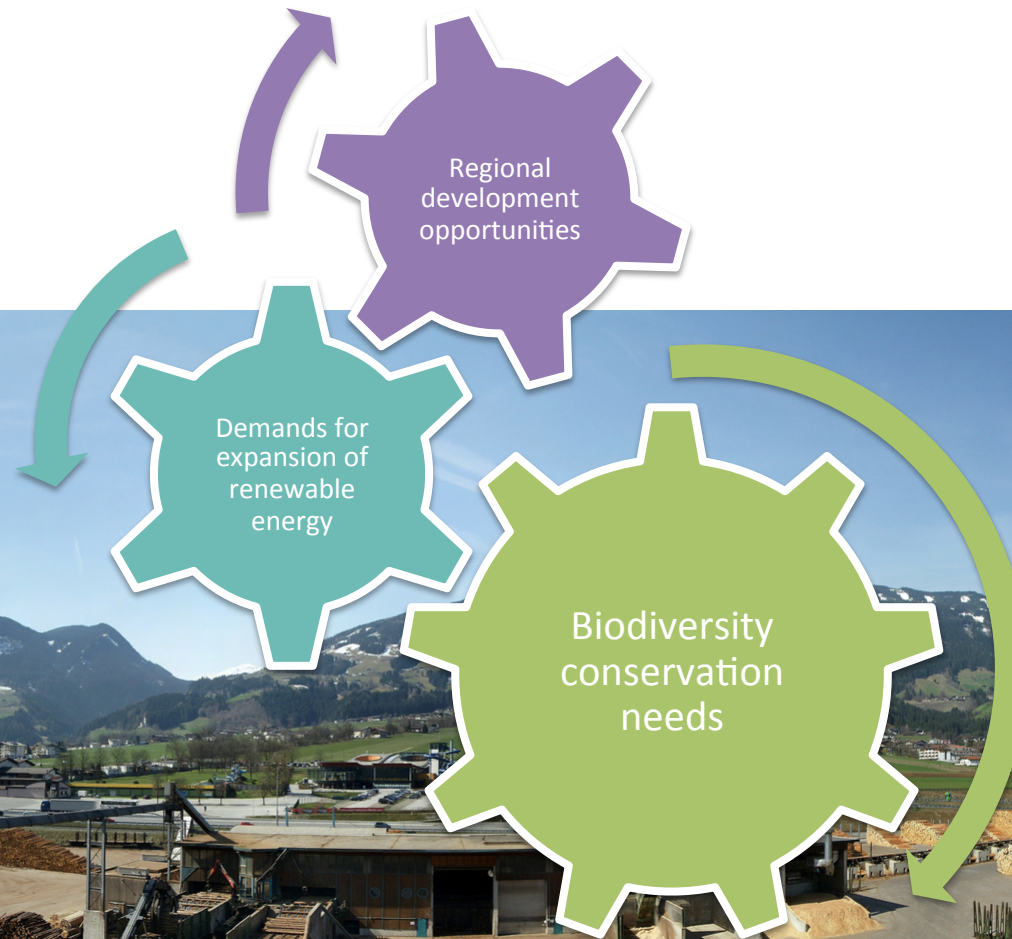 Regional
development
opportunities
Demands for
expansion of
renewable
energy
Biodiversity
conservation
needs